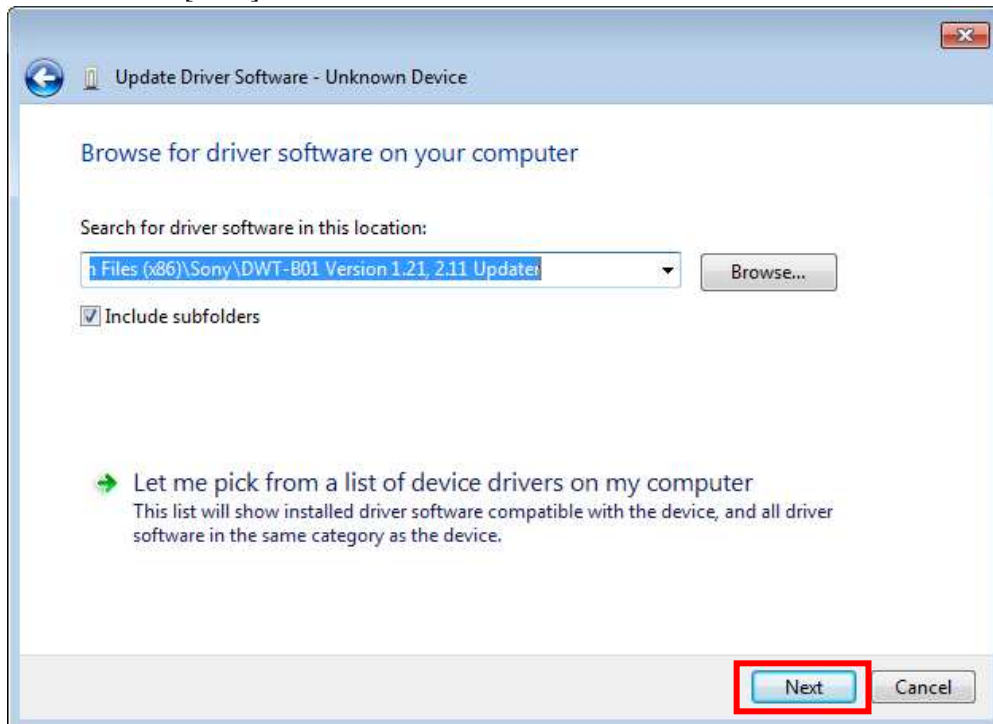 Update Driver Software - Unknown Device
Browse for driver software on your computer
Search for driver software in this location:
Files (x86)\Sony\DWT-B01 Version 1.21, 2.11 Updater
Browse...
Include subfolders
Let me pick from a list of device drivers on my computer
This list will show installed driver software compatible with the device, and all driver
software in the same category as the device.
Next
Cancel